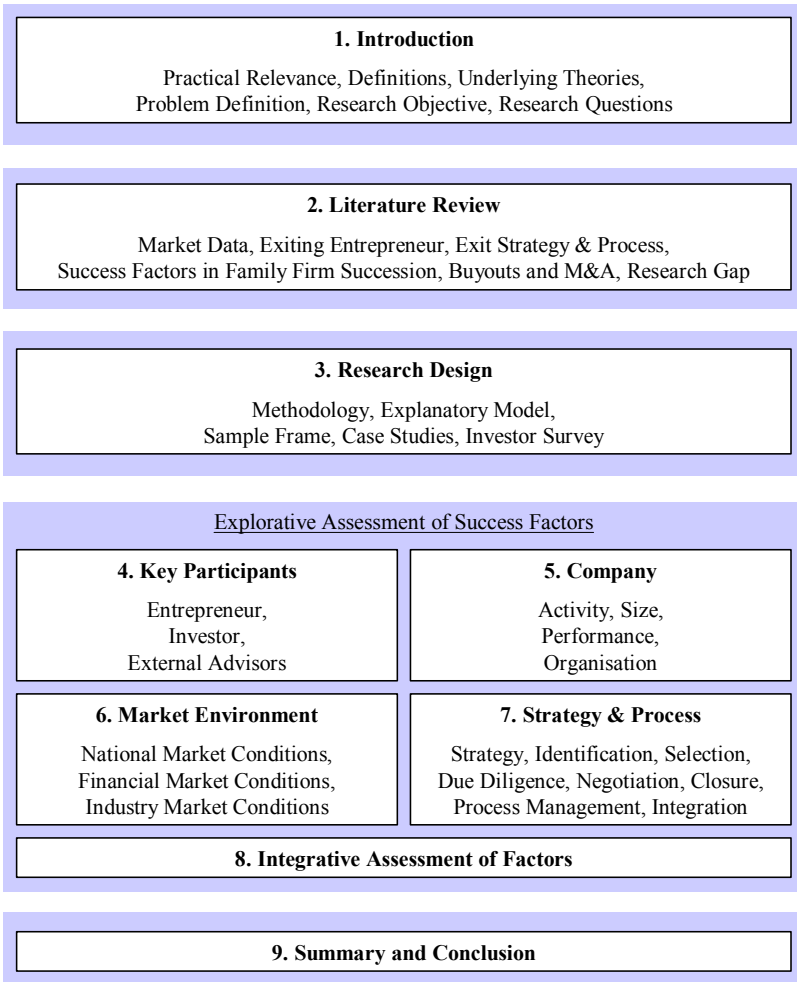 1. Introduction
Practical Relevance, Definitions, Underlying Theories,
Problem Definition, Research Objective, Research Questions
2. Literature Review
Market Data, Exiting Entrepreneur, Exit Strategy & Process,
Success Factors in Family Firm Succession, Buyouts and M&A, Research Gap
3. Research Design
Methodology, Explanatory Model,
Sample Frame, Case Studies, Investor Survey
Explorative Assessment of Success Factors
4. Key Participants
Entrepreneur,
Investor,
External Advisors
5. Company
Activity, Size,
Performance,
Organisation
6. Market Environment
National Market Conditions,
Financial Market Conditions,
Industry Market Conditions
7. Strategy & Process
Strategy, Identification, Selection,
Due Diligence, Negotiation, Closure,
Process Management, Integration
8. Integrative Assessment of Factors
9. Summary and Conclusion